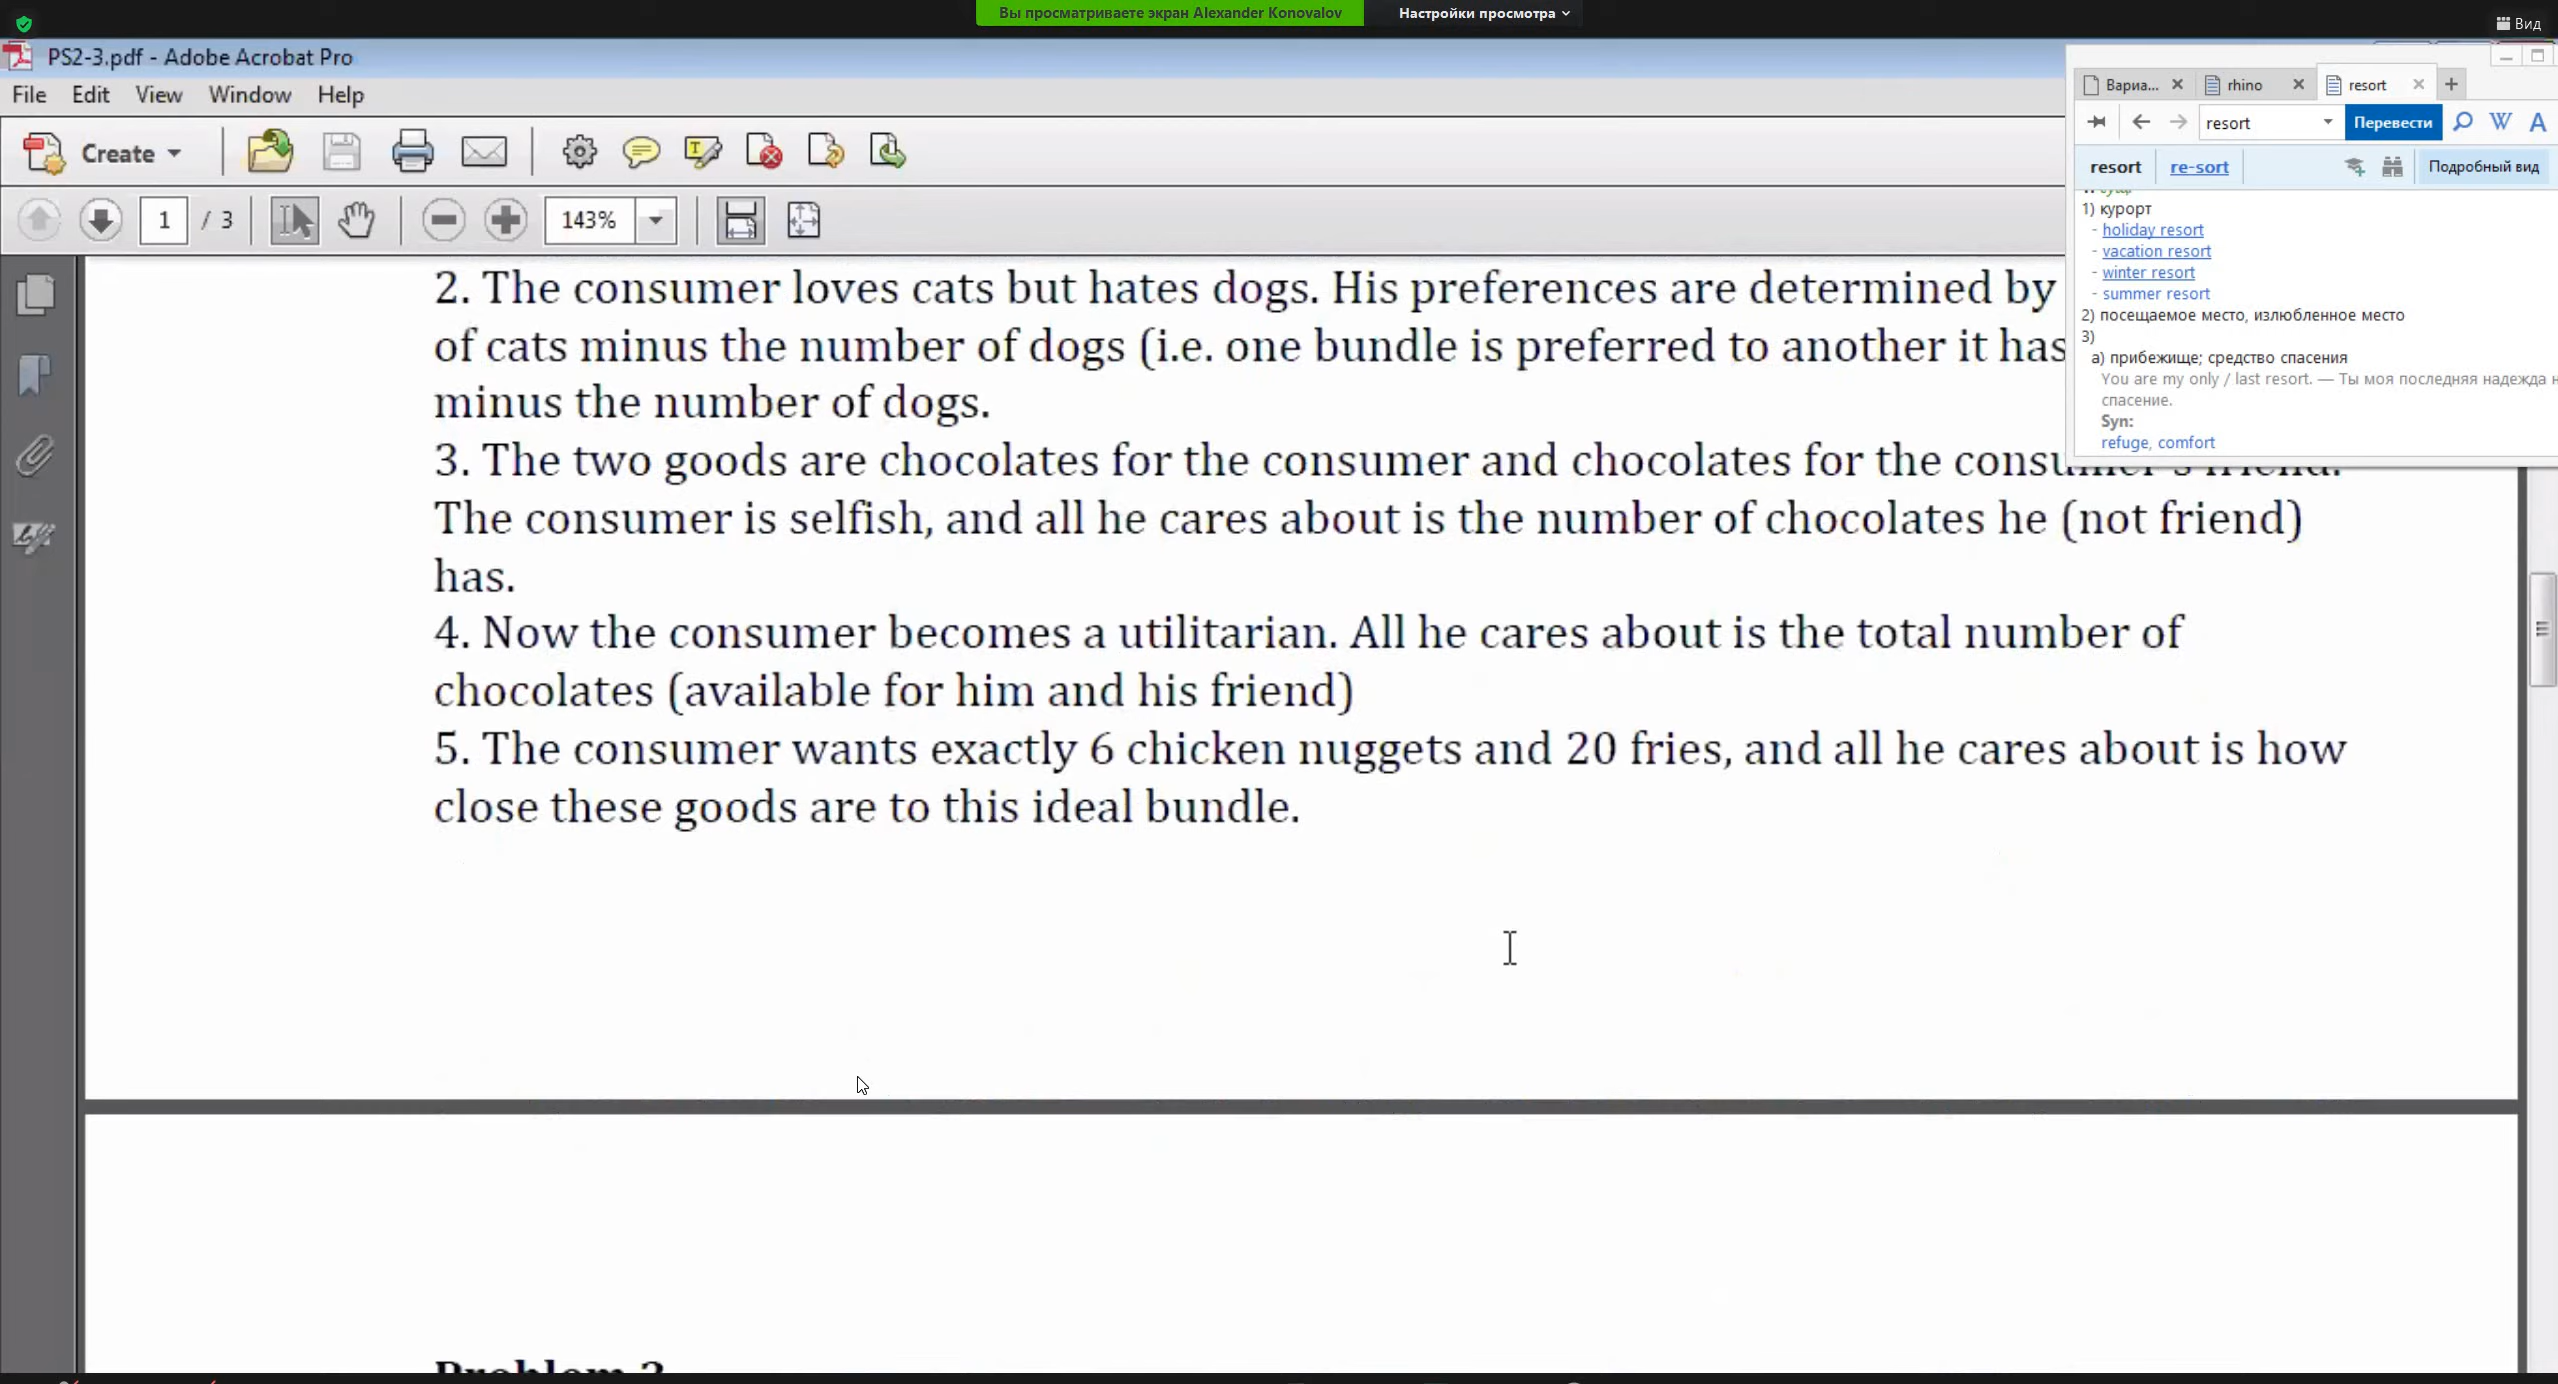 Вы просматриваете экран Alexander Konovalov
Настройки просмотра
Вид
PS2-3.pdf - Adobe Acrobat Pro
File Edit View Window Help
Create
1 / 3
143%
2. The consumer loves cats but hates dogs. His preferences are determined by
of cats minus the number of dogs (i.e. one bundle is preferred to another it has
minus the number of dogs.
3. The two goods are chocolates for the consumer and chocolates for the consumer's friend.
The consumer is selfish, and all he cares about is the number of chocolates he (not friend)
has.
4. Now the consumer becomes a utilitarian. All he cares about is the total number of
chocolates (available for him and his friend)
5. The consumer wants exactly 6 chicken nuggets and 20 fries, and all he cares about is how
close these goods are to this ideal bundle.
Problem 3
Вариа... rhino resort
resort Перевести W A
resort re-sort Подробный вид
1) курорт
- holiday resort
- vacation resort
- winter resort
- summer resort
2) посещаемое место, излюбленное место
3)
а) прибежище; средство спасения
You are my only / last resort. — Ты моя последняя надежда н
спасение.
Syn:
refuge, comfort